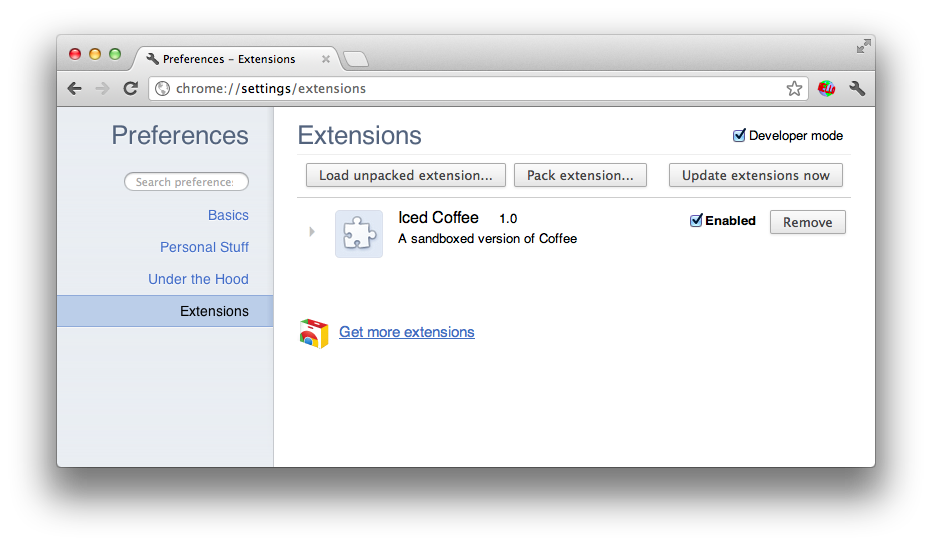 Preferences – Extensions
chrome://settings/extensions
Preferences
Search preference
Basics
Personal Stuff
Under the Hood
Extensions
Extensions
Developer mode
Load unpacked extension...
Pack extension...
Update extensions now
Iced Coffee 1.0
Enabled
Remove
A sandboxed version of Coffee
Get more extensions